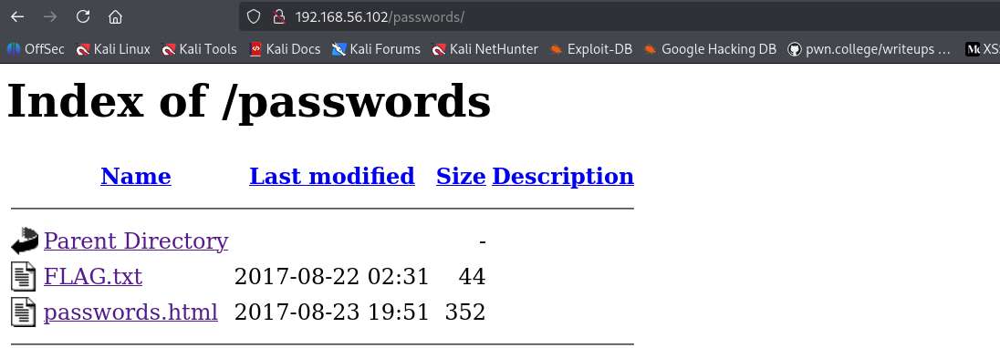 192.168.56.102/passwords/
OffSec Kali Linux Kali Tools Kali Docs Kali Forums Kali NetHunter Exploit-DB Google Hacking DB pwn.college/writeups ... XS
Index of /passwords
Name Last modified Size Description
Parent Directory -
FLAG.txt 2017-08-22 02:31 44
passwords.html 2017-08-23 19:51 352